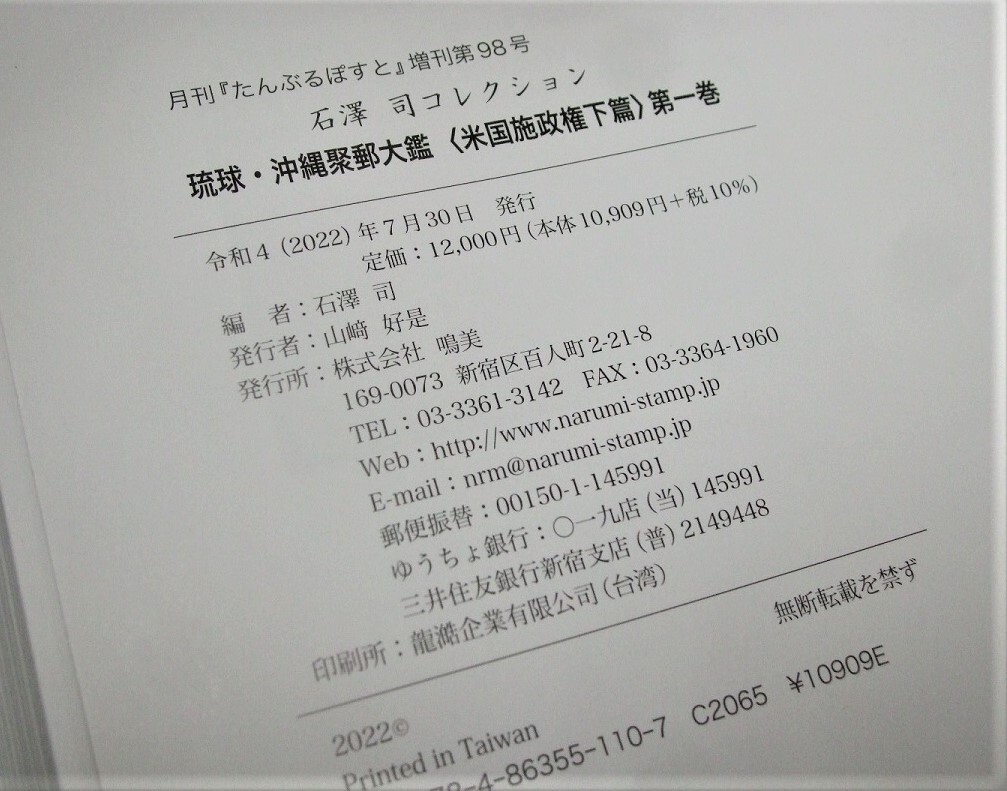 月刊『たんぶるぽすと』増刊第98号
石澤 司コレクション
琉球・沖縄聚郵大鑑〈米国施政権下篇〉第一巻
令和4(2022)年7月30日 発行
定価:12,000円(本体10,909円+税10%)
編 者:石澤 司
発行者:山﨑 好是
発行所:株式会社 鳴美
169-0073 新宿区百人町2-21-8
TEL:03-3361-3142 FAX:03-3364-1960
Web:http://www.narumi-stamp.jp
E-mail:nrm@narumi-stamp.jp
郵便振替:00150-1-145991
ゆうちょ銀行:〇一九店(当)145991
三井住友銀行新宿支店(普)2149448
印刷所:龍澔企業有限公司(台湾)
無断転載を禁ず
2022©
Printed in Taiwan
78-4-86355-110-7 C2065 ¥10909E